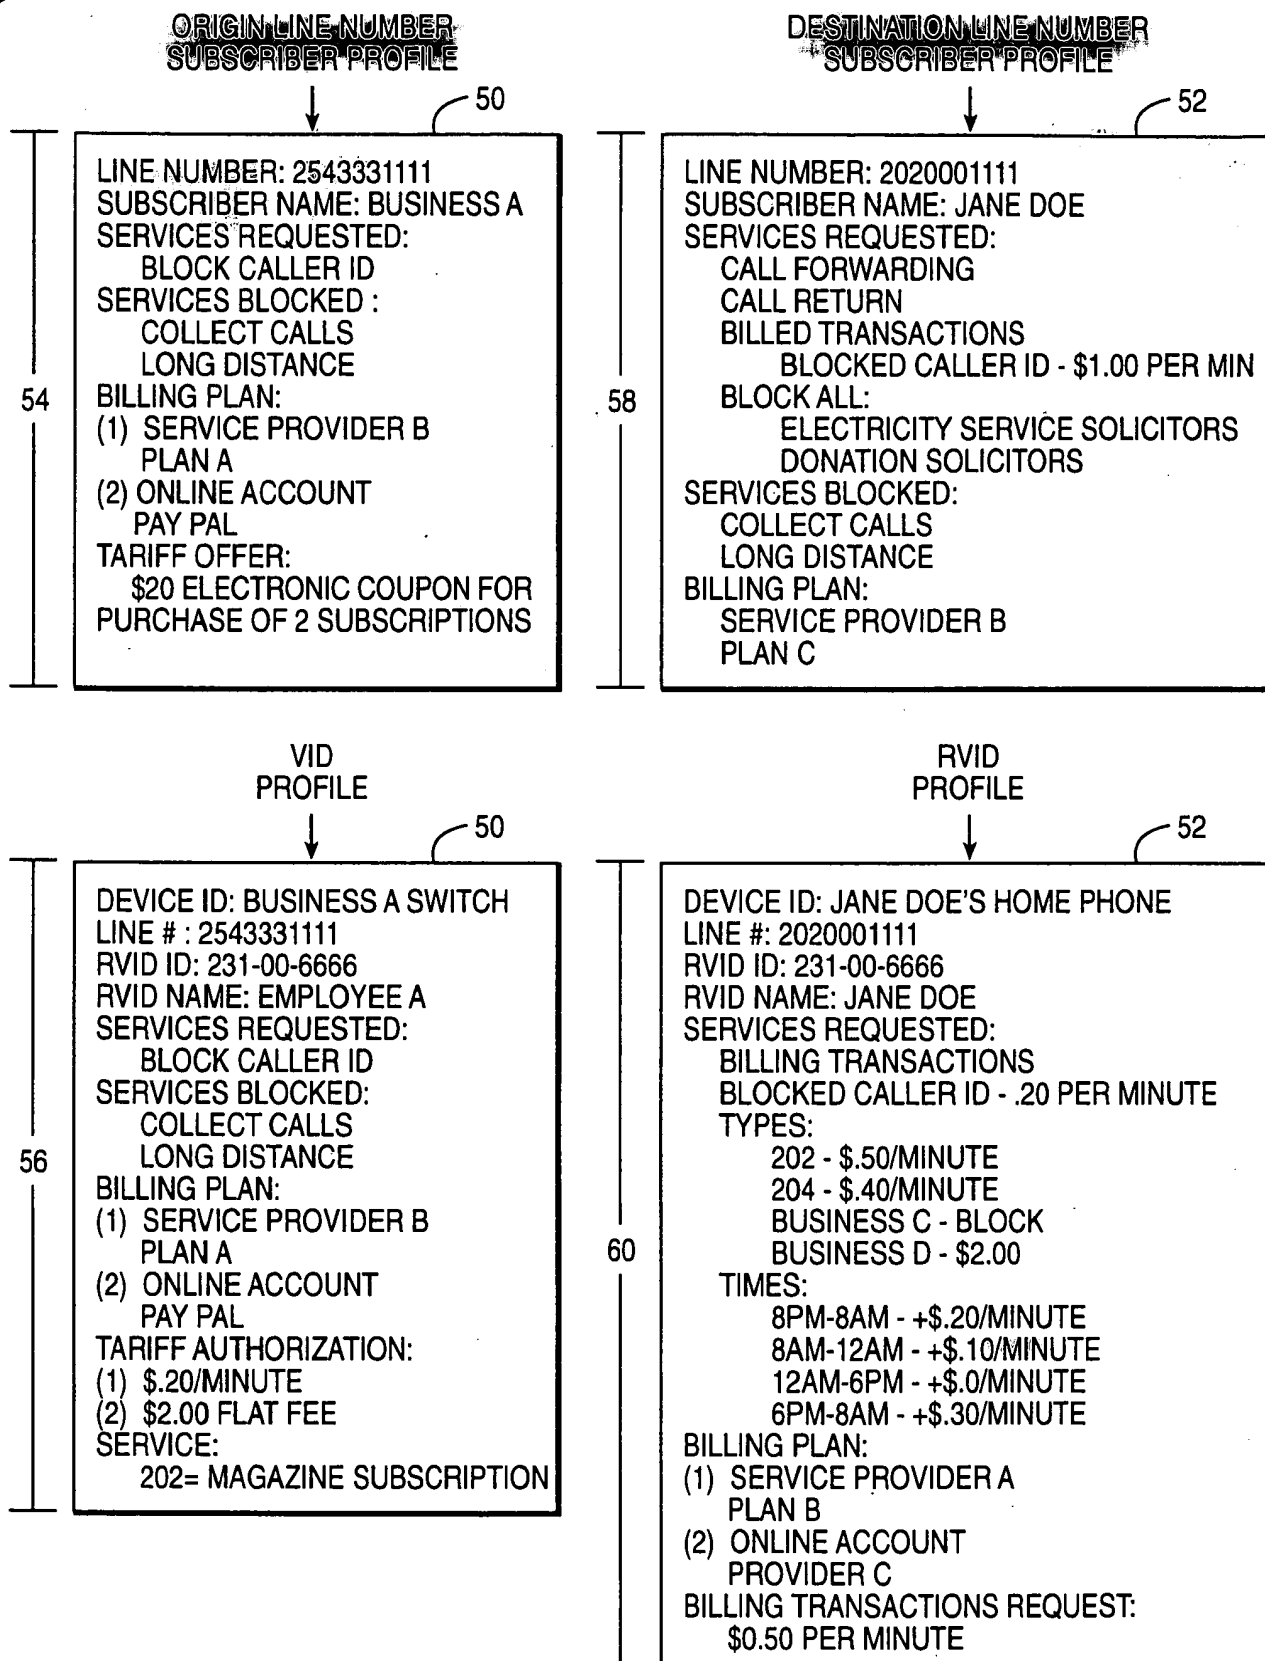 ORIGIN LINE NUMBER
SUBSCRIBER PROFILE
50
54
LINE NUMBER: 2543331111
SUBSCRIBER NAME: BUSINESS A
SERVICES REQUESTED:
BLOCK CALLER ID
SERVICES BLOCKED :
COLLECT CALLS
LONG DISTANCE
BILLING PLAN:
(1) SERVICE PROVIDER B
PLAN A
(2) ONLINE ACCOUNT
PAY PAL
TARIFF OFFER:
$20 ELECTRONIC COUPON FOR
PURCHASE OF 2 SUBSCRIPTIONS
DESTINATION LINE NUMBER
SUBSCRIBER PROFILE
52
58
LINE NUMBER: 2020001111
SUBSCRIBER NAME: JANE DOE
SERVICES REQUESTED:
CALL FORWARDING
CALL RETURN
BILLED TRANSACTIONS
BLOCKED CALLER ID - $1.00 PER MIN
BLOCK ALL:
ELECTRICITY SERVICE SOLICITORS
DONATION SOLICITORS
SERVICES BLOCKED:
COLLECT CALLS
LONG DISTANCE
BILLING PLAN:
SERVICE PROVIDER B
PLAN C
VID
PROFILE
50
56
DEVICE ID: BUSINESS A SWITCH
LINE # : 2543331111
RVID ID: 231-00-6666
RVID NAME: EMPLOYEE A
SERVICES REQUESTED:
BLOCK CALLER ID
SERVICES BLOCKED:
COLLECT CALLS
LONG DISTANCE
BILLING PLAN:
(1) SERVICE PROVIDER B
PLAN A
(2) ONLINE ACCOUNT
PAY PAL
TARIFF AUTHORIZATION:
(1) $.20/MINUTE
(2) $2.00 FLAT FEE
SERVICE:
202= MAGAZINE SUBSCRIPTION
RVID
PROFILE
52
60
DEVICE ID: JANE DOE'S HOME PHONE
LINE #: 2020001111
RVID ID: 231-00-6666
RVID NAME: JANE DOE
SERVICES REQUESTED:
BILLING TRANSACTIONS
BLOCKED CALLER ID - .20 PER MINUTE
TYPES:
202 - $.50/MINUTE
204 - $.40/MINUTE
BUSINESS C - BLOCK
BUSINESS D - $2.00
TIMES:
8PM-8AM - +$.20/MINUTE
8AM-12AM - +$.10/MINUTE
12AM-6PM - +$.0/MINUTE
6PM-8AM - +$.30/MINUTE
BILLING PLAN:
(1) SERVICE PROVIDER A
PLAN B
(2) ONLINE ACCOUNT
PROVIDER C
BILLING TRANSACTIONS REQUEST:
$0.50 PER MINUTE